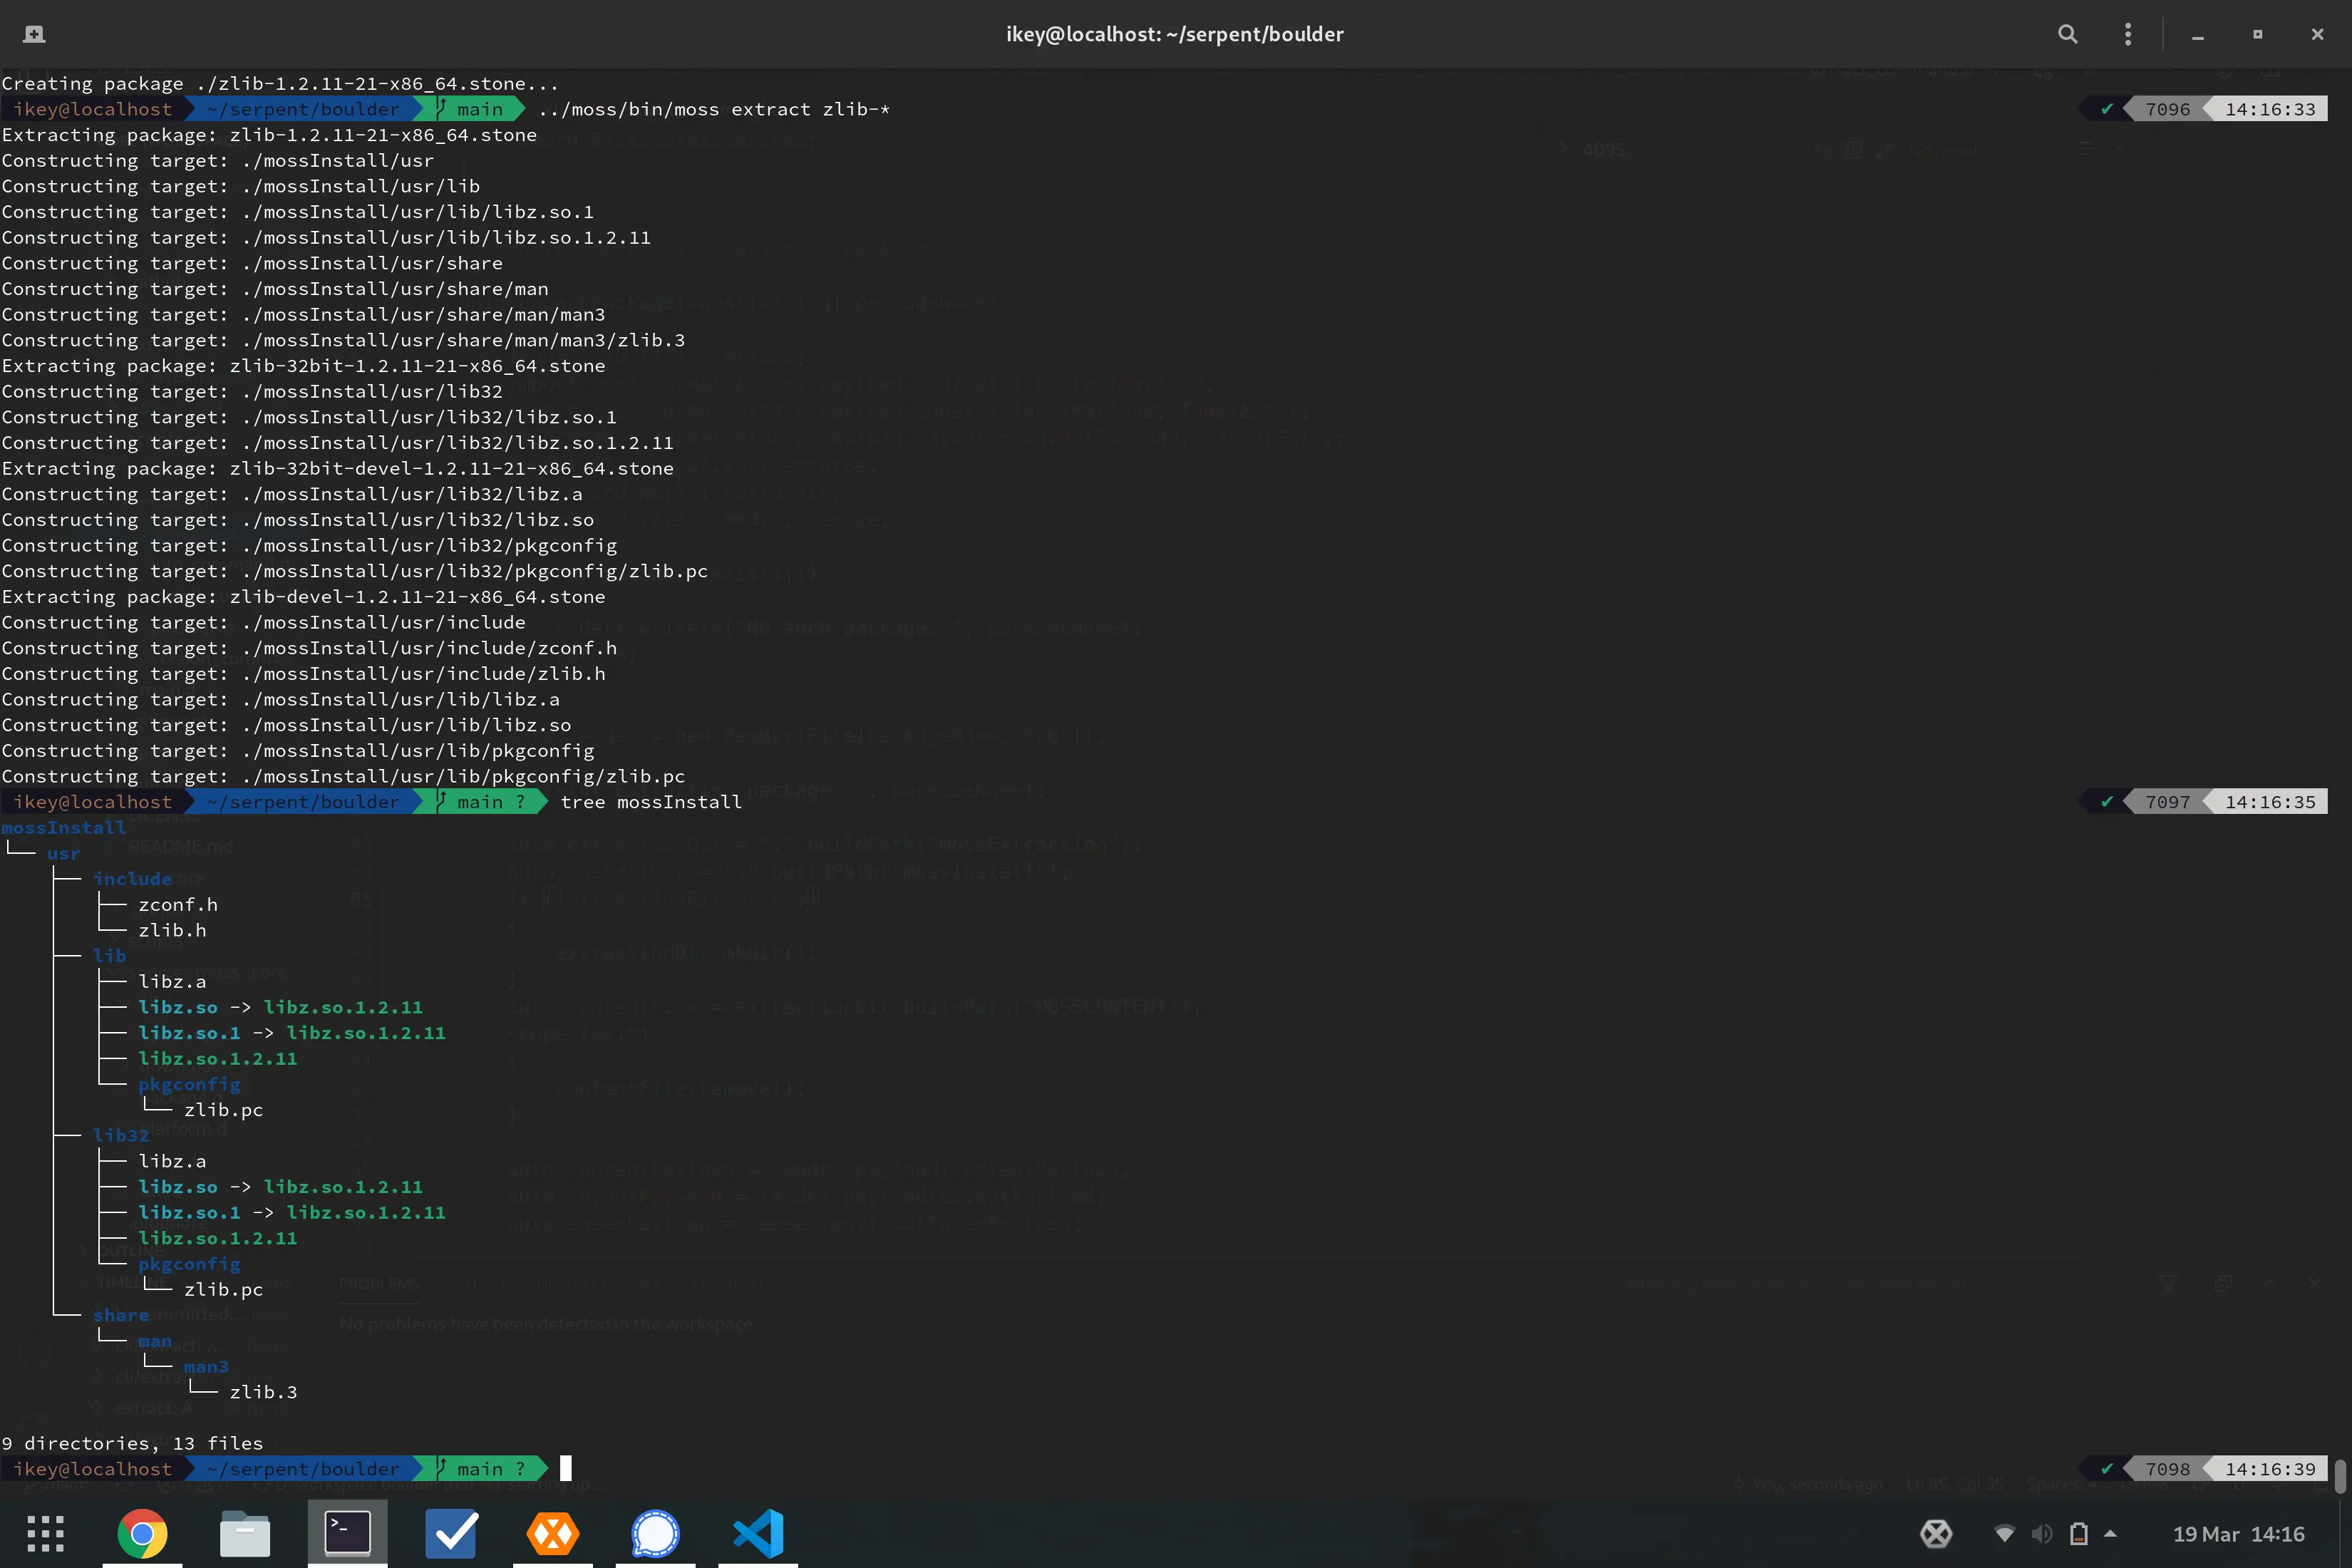 ikey@localhost: ~/serpent/boulder
Creating package ./zlib-1.2.11-21-x86_64.stone...
ikey@localhost ~/serpent/boulder main ../moss/bin/moss extract zlib-* ✔ 7096 14:16:33
Extracting package: zlib-1.2.11-21-x86_64.stone
Constructing target: ./mossInstall/usr
Constructing target: ./mossInstall/usr/lib
Constructing target: ./mossInstall/usr/lib/libz.so.1
Constructing target: ./mossInstall/usr/lib/libz.so.1.2.11
Constructing target: ./mossInstall/usr/share
Constructing target: ./mossInstall/usr/share/man
Constructing target: ./mossInstall/usr/share/man/man3
Constructing target: ./mossInstall/usr/share/man/man3/zlib.3
Extracting package: zlib-32bit-1.2.11-21-x86_64.stone
Constructing target: ./mossInstall/usr/lib32
Constructing target: ./mossInstall/usr/lib32/libz.so.1
Constructing target: ./mossInstall/usr/lib32/libz.so.1.2.11
Extracting package: zlib-32bit-devel-1.2.11-21-x86_64.stone
Constructing target: ./mossInstall/usr/lib32/libz.a
Constructing target: ./mossInstall/usr/lib32/libz.so
Constructing target: ./mossInstall/usr/lib32/pkgconfig
Constructing target: ./mossInstall/usr/lib32/pkgconfig/zlib.pc
Extracting package: zlib-devel-1.2.11-21-x86_64.stone
Constructing target: ./mossInstall/usr/include
Constructing target: ./mossInstall/usr/include/zconf.h
Constructing target: ./mossInstall/usr/include/zlib.h
Constructing target: ./mossInstall/usr/lib/libz.a
Constructing target: ./mossInstall/usr/lib/libz.so
Constructing target: ./mossInstall/usr/lib/pkgconfig
Constructing target: ./mossInstall/usr/lib/pkgconfig/zlib.pc
ikey@localhost ~/serpent/boulder main ? tree mossInstall ✔ 7097 14:16:35
mossInstall
└── usr
├── include
├── zconf.h
└── zlib.h
├── lib
├── libz.a
├── libz.so -> libz.so.1.2.11
├── libz.so.1 -> libz.so.1.2.11
├── libz.so.1.2.11
└── pkgconfig
└── zlib.pc
├── lib32
├── libz.a
├── libz.so -> libz.so.1.2.11
├── libz.so.1 -> libz.so.1.2.11
├── libz.so.1.2.11
└── pkgconfig
└── zlib.pc
└── share
└── man
└── man3
└── zlib.3
9 directories, 13 files
ikey@localhost ~/serpent/boulder main ? ✔ 7098 14:16:39
19 Mar 14:16